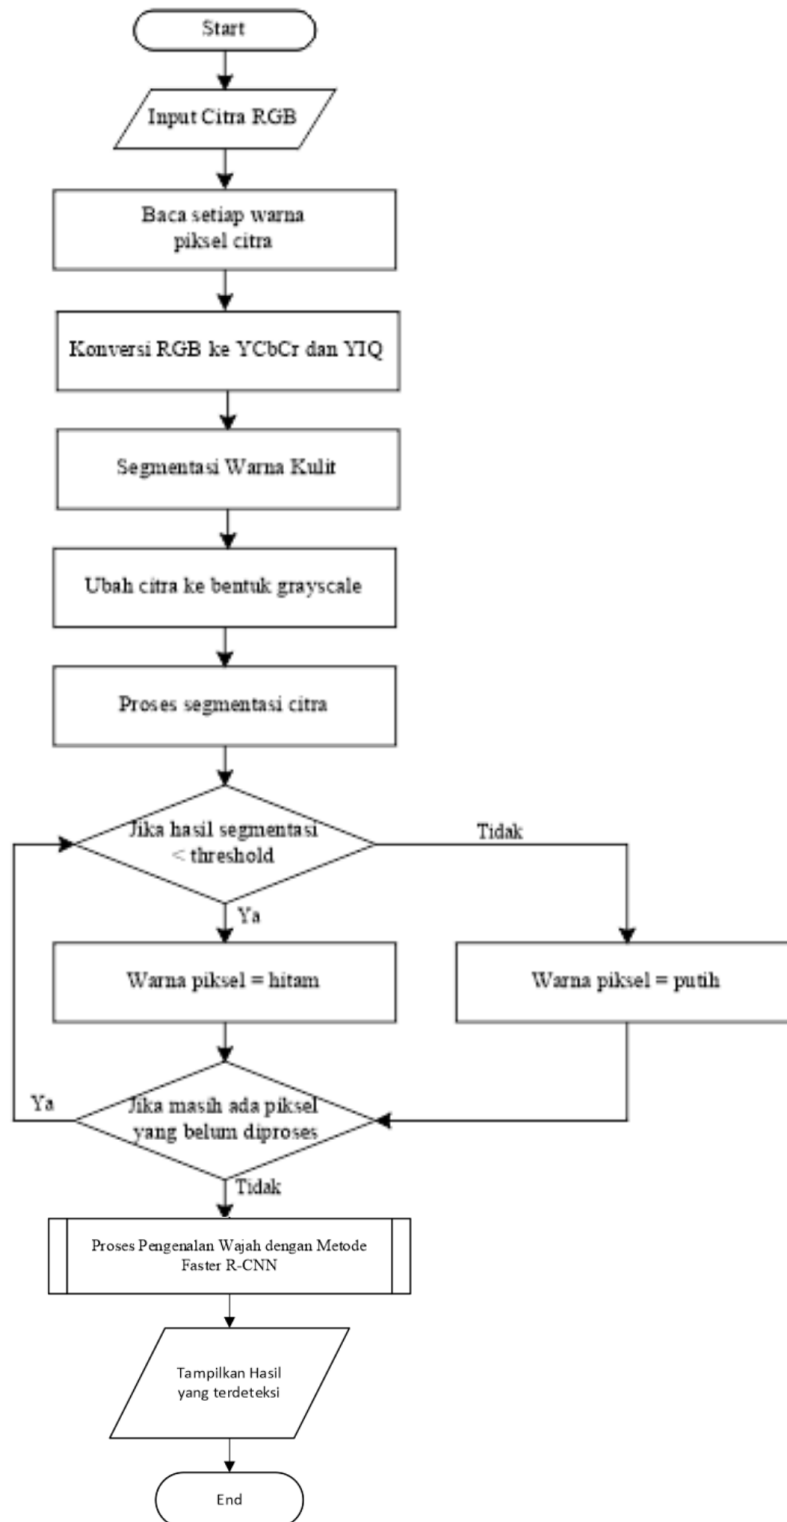 Start
Input Citra RGB
Baca setiap warna
piksel citra
Konversi RGB ke YCbCr dan YIQ
Segmentasi Warna Kulit
Ubah citra ke bentuk grayscale
Proses segmentasi citra
Jika hasil segmentasi
< threshold
Tidak
Ya
Warna piksel = hitam
Warna piksel = putih
Ya
Jika masih ada piksel
yang belum diproses
Tidak
Proses Pengenalan Wajah dengan Metode
Faster R-CNN
Tampilkan Hasil
yang terdeteksi
End